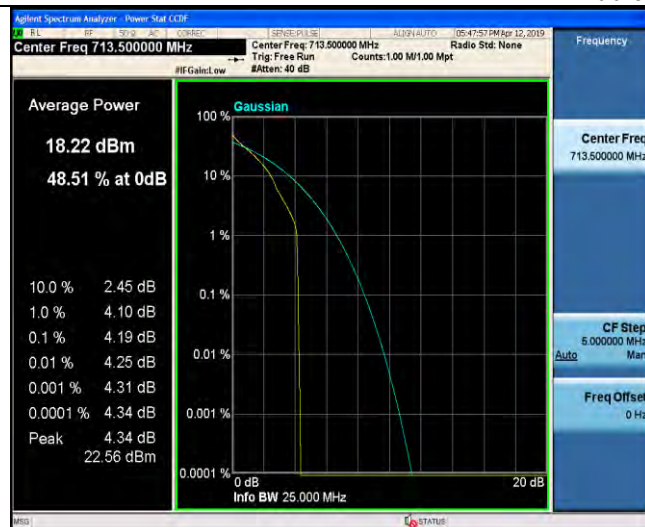 Agilent Spectrum Analyzer - Power Stat CCDF
RL RF 50 Ω AC CORREC SENSE:PULSE ALIGN AUTO 05:47:57 PM Apr 12, 2019
Center Freq 713.500000 MHz
Center Freq: 713.500000 MHz Radio Std: None
Trig: Free Run Counts:1.00 M/1.00 Mpt
#IFGain:Low #Atten: 40 dB
Frequency
Average Power
18.22 dBm
48.51 % at 0dB
10.0 % 2.45 dB
1.0 % 4.10 dB
0.1 % 4.19 dB
0.01 % 4.25 dB
0.001 % 4.31 dB
0.0001 % 4.34 dB
Peak 4.34 dB
22.56 dBm
Gaussian
100 %
10 %
1 %
0.1 %
0.01 %
0.001 %
0.0001 %
0 dB 20 dB
Info BW 25.000 MHz
Center Freq
713.500000 MHz
CF Step
5.000000 MHz
Auto Man
Freq Offset
0 Hz
MSG STATUS